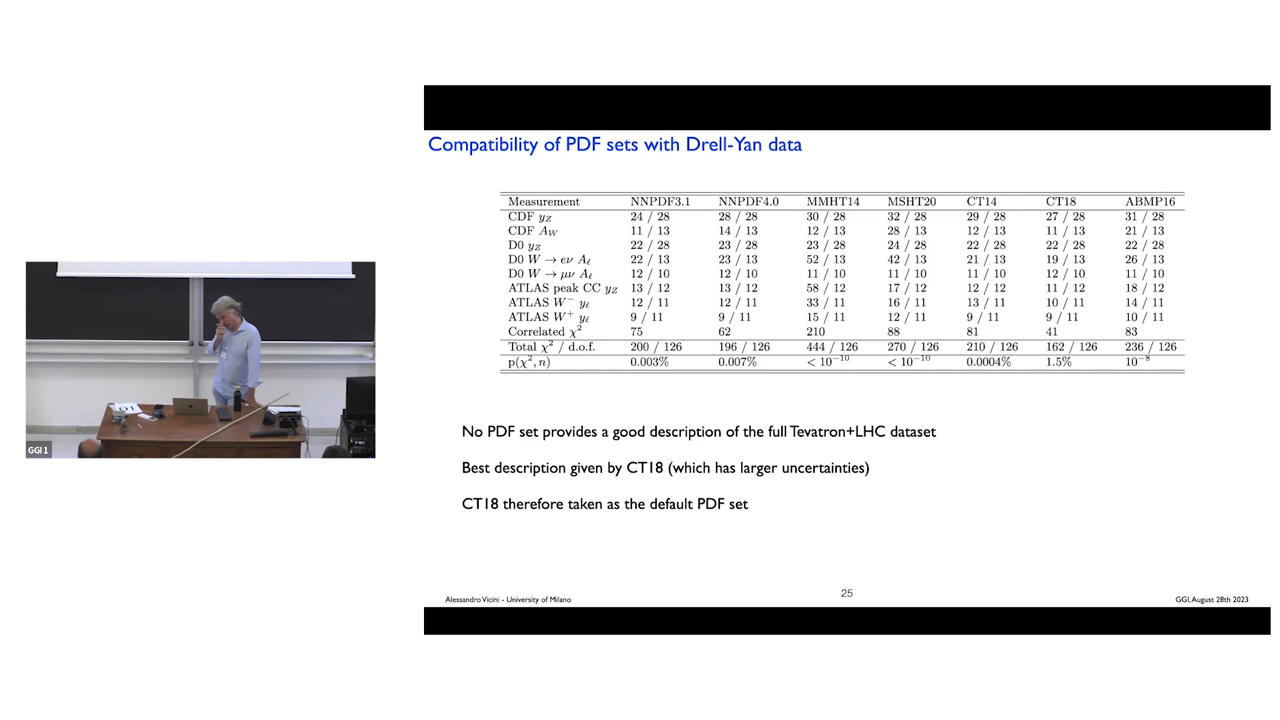 Compatibility of PDF sets with Drell-Yan data
Measurement NNPDF3.1 NNPDF4.0 MMHT14 MSHT20 CT14 CT18 ABMP16
CDF y_Z 24 / 28 28 / 28 30 / 28 32 / 28 29 / 28 27 / 28 31 / 28
CDF A_W 11 / 13 14 / 13 12 / 13 28 / 13 12 / 13 11 / 13 21 / 13
D0 y_Z 22 / 28 23 / 28 23 / 28 24 / 28 22 / 28 22 / 28 22 / 28
D0 W → eν A_ℓ 22 / 13 23 / 13 52 / 13 42 / 13 21 / 13 19 / 13 26 / 13
D0 W → μν A_ℓ 12 / 10 12 / 10 11 / 10 11 / 10 11 / 10 12 / 10 11 / 10
ATLAS peak CC y_Z 13 / 12 13 / 12 58 / 12 17 / 12 12 / 12 11 / 12 18 / 12
ATLAS W⁻ y_ℓ 12 / 11 12 / 11 33 / 11 16 / 11 13 / 11 10 / 11 14 / 11
ATLAS W⁺ y_ℓ 9 / 11 9 / 11 15 / 11 12 / 11 9 / 11 9 / 11 10 / 11
Correlated χ² 75 62 210 88 81 41 83
Total χ² / d.o.f. 200 / 126 196 / 126 444 / 126 270 / 126 210 / 126 162 / 126 236 / 126
p(χ², n) 0.003% 0.007% < 10⁻¹⁰ < 10⁻¹⁰ 0.0004% 1.5% 10⁻⁸
No PDF set provides a good description of the full Tevatron+LHC dataset
Best description given by CT18 (which has larger uncertainties)
CT18 therefore taken as the default PDF set
GGI 1
Alessandro Vicini - University of Milano
25
GGI, August 28th 2023